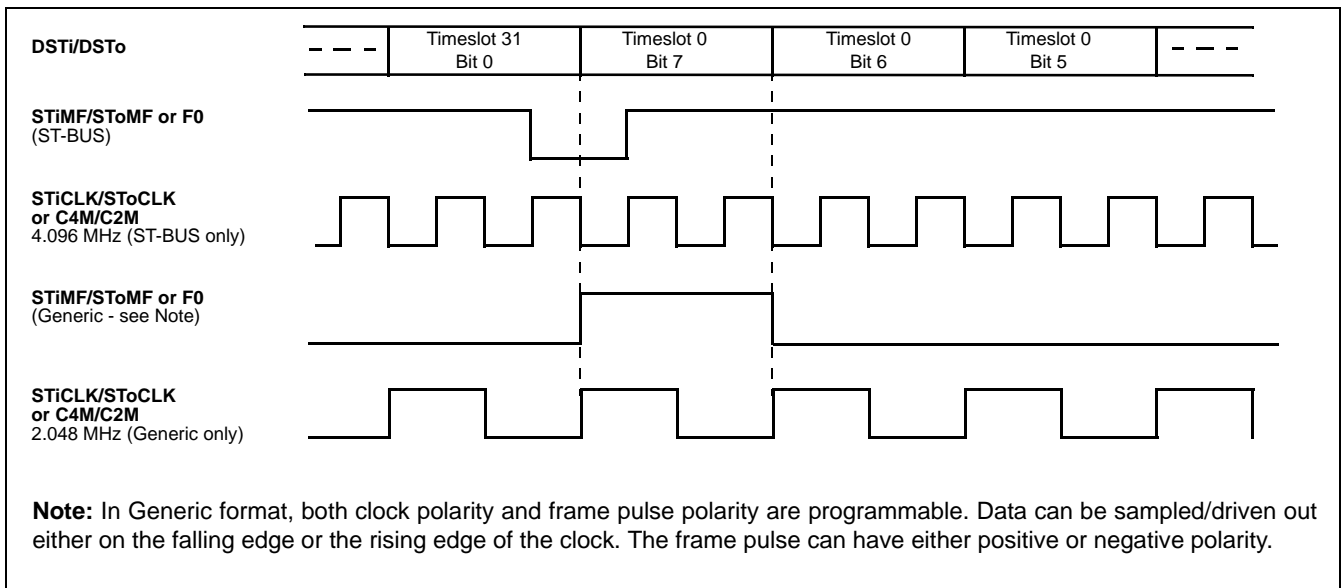 DSTi/DSTo
Timeslot 31
Bit 0
Timeslot 0
Bit 7
Timeslot 0
Bit 6
Timeslot 0
Bit 5
STiMF/SToMF or F0
(ST-BUS)
STiCLK/SToCLK
or C4M/C2M
4.096 MHz (ST-BUS only)
STiMF/SToMF or F0
(Generic - see Note)
STiCLK/SToCLK
or C4M/C2M
2.048 MHz (Generic only)
Note: In Generic format, both clock polarity and frame pulse polarity are programmable. Data can be sampled/driven out
either on the falling edge or the rising edge of the clock. The frame pulse can have either positive or negative polarity.